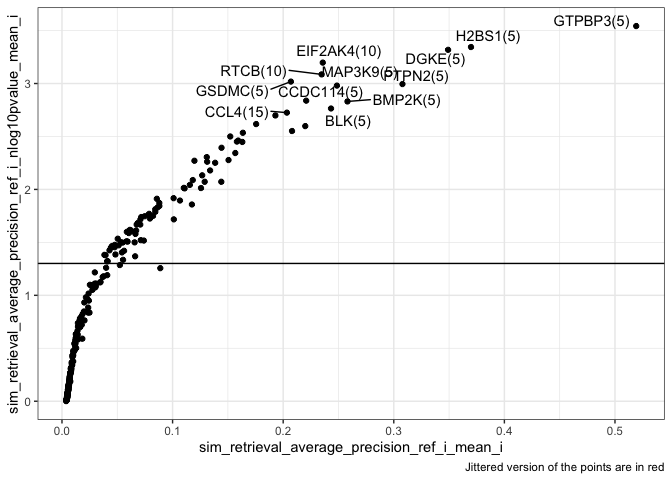 sim_retrieval_average_precision_ref_i_nlog10pvalue_mean_i
3
2
1
0
GTPBP3(5)
H2BS1(5)
EIF2AK4(10)
DGKE(5)
RTCB(10)
MAP3K9(5)
PTPN2(5)
GSDMC(5)
CCDC114(5)
BMP2K(5)
CCL4(15)
BLK(5)
0.0
0.1
0.2
0.3
0.4
0.5
sim_retrieval_average_precision_ref_i_mean_i
Jittered version of the points are in red